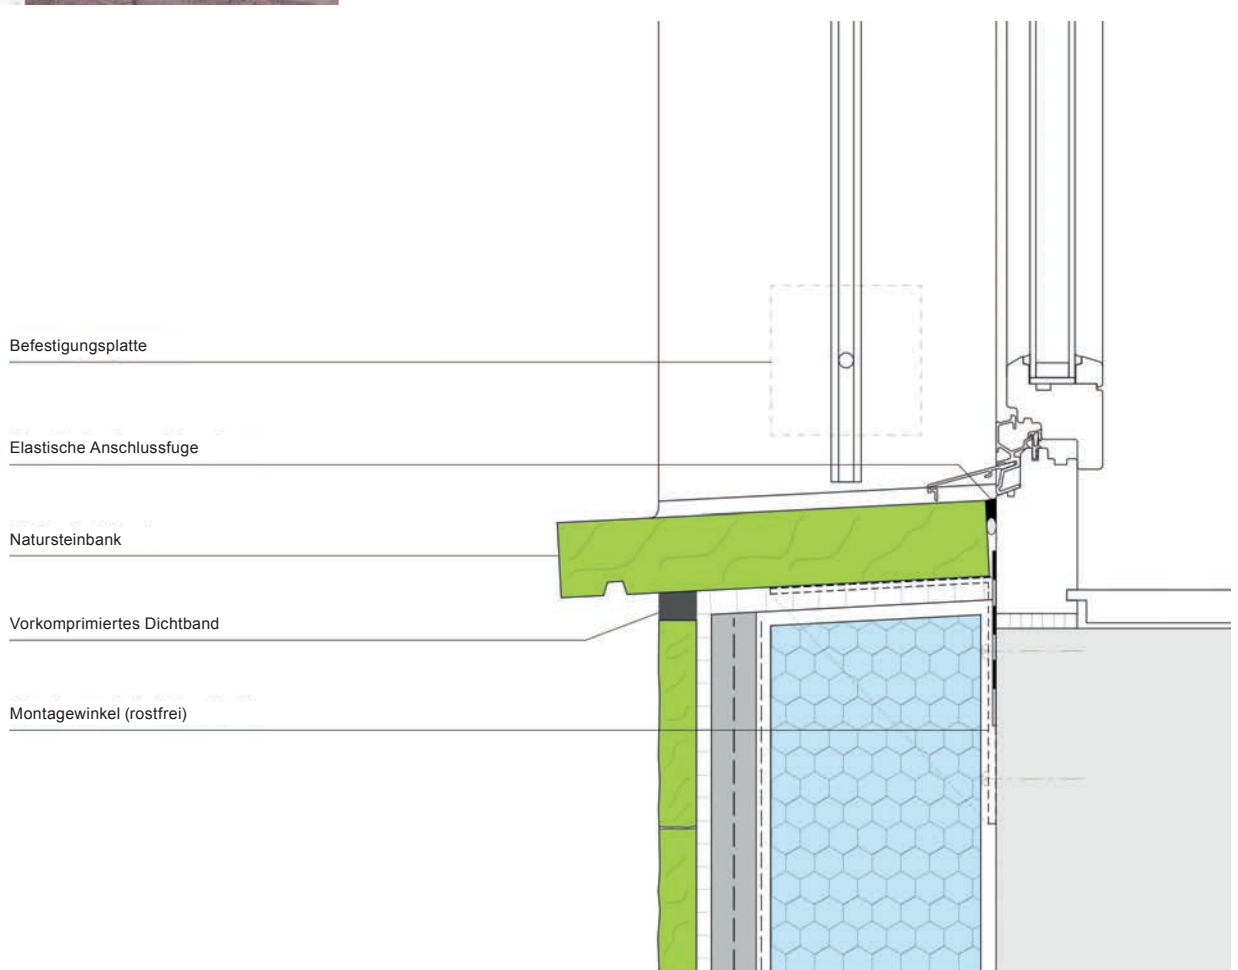 Befestigungsplatte
Elastische Anschlussfuge
Natursteinbank
Vorkomprimiertes Dichtband
Montagewinkel (rostfrei)